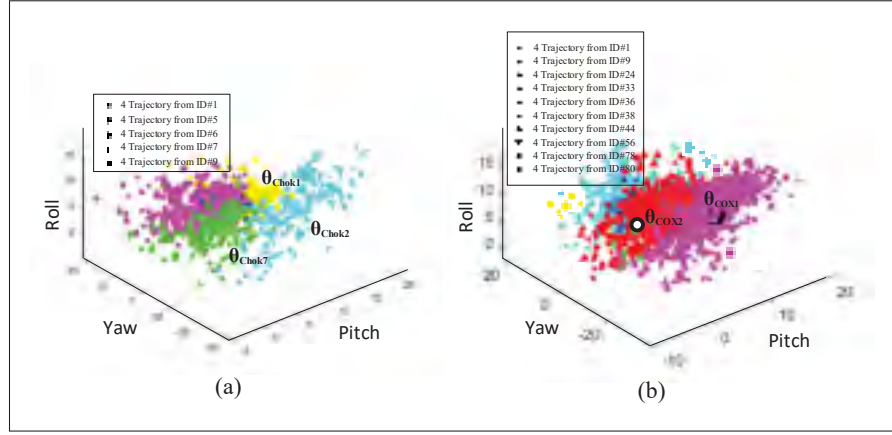 4 Trajectory from ID#1
4 Trajectory from ID#5
4 Trajectory from ID#6
4 Trajectory from ID#7
4 Trajectory from ID#9
θChok1
θChok2
θChok7
Roll
Yaw
Pitch
(a)
4 Trajectory from ID#1
4 Trajectory from ID#9
4 Trajectory from ID#24
4 Trajectory from ID#33
4 Trajectory from ID#36
4 Trajectory from ID#38
4 Trajectory from ID#44
4 Trajectory from ID#56
4 Trajectory from ID#78
4 Trajectory from ID#80
θCOX1
θCOX2
Roll
15
10
20
0
-20
Yaw
-10
0
10
20
Pitch
(b)